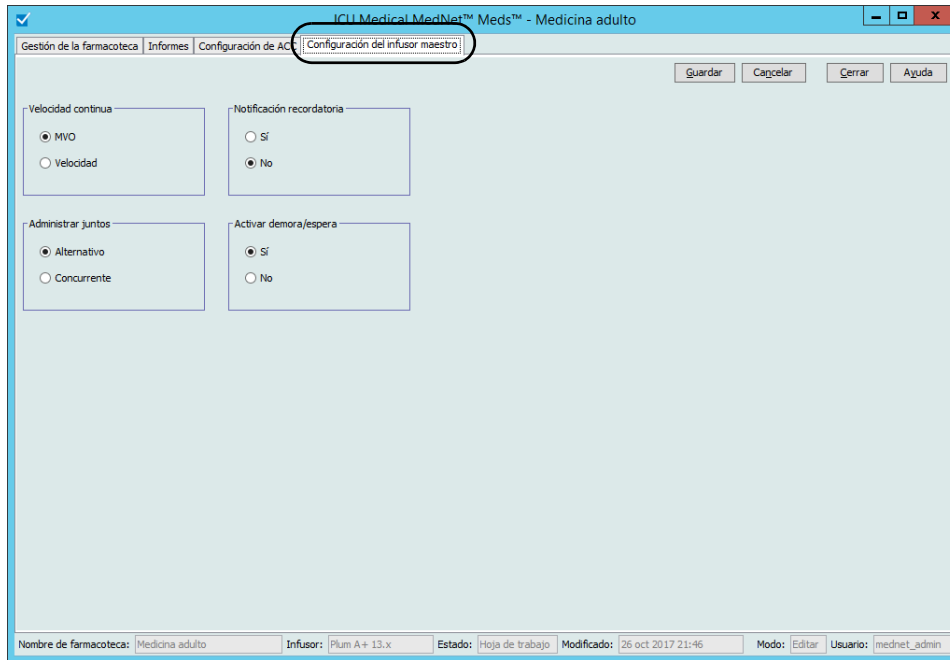 ICU Medical MedNet™ Meds™ - Medicina adulto
Gestión de la farmacoteca Informes Configuración de ACC Configuración del infusor maestro
Guardar Cancelar Cerrar Ayuda
Velocidad continua Notificación recordatoria
MVO Sí
Velocidad No
Administrar juntos Activar demora/espera
Alternativo Sí
Concurrente No
Nombre de farmacoteca: Medicina adulto Infusor: Plum A+ 13.x Estado: Hoja de trabajo Modificado: 26 oct 2017 21:46 Modo: Editar Usuario: mednet_admin